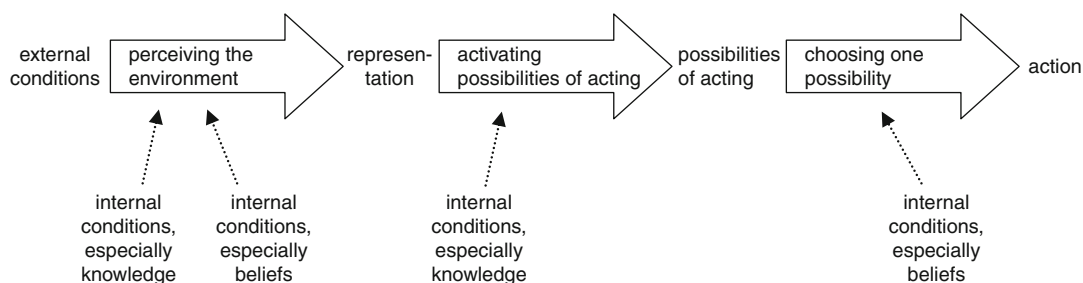 external
conditions
perceiving the
environment
represen-
tation
activating
possibilities of acting
possibilities
of acting
choosing one
possibility
action
internal
conditions,
especially
knowledge
internal
conditions,
especially
beliefs
internal
conditions,
especially
knowledge
internal
conditions,
especially
beliefs